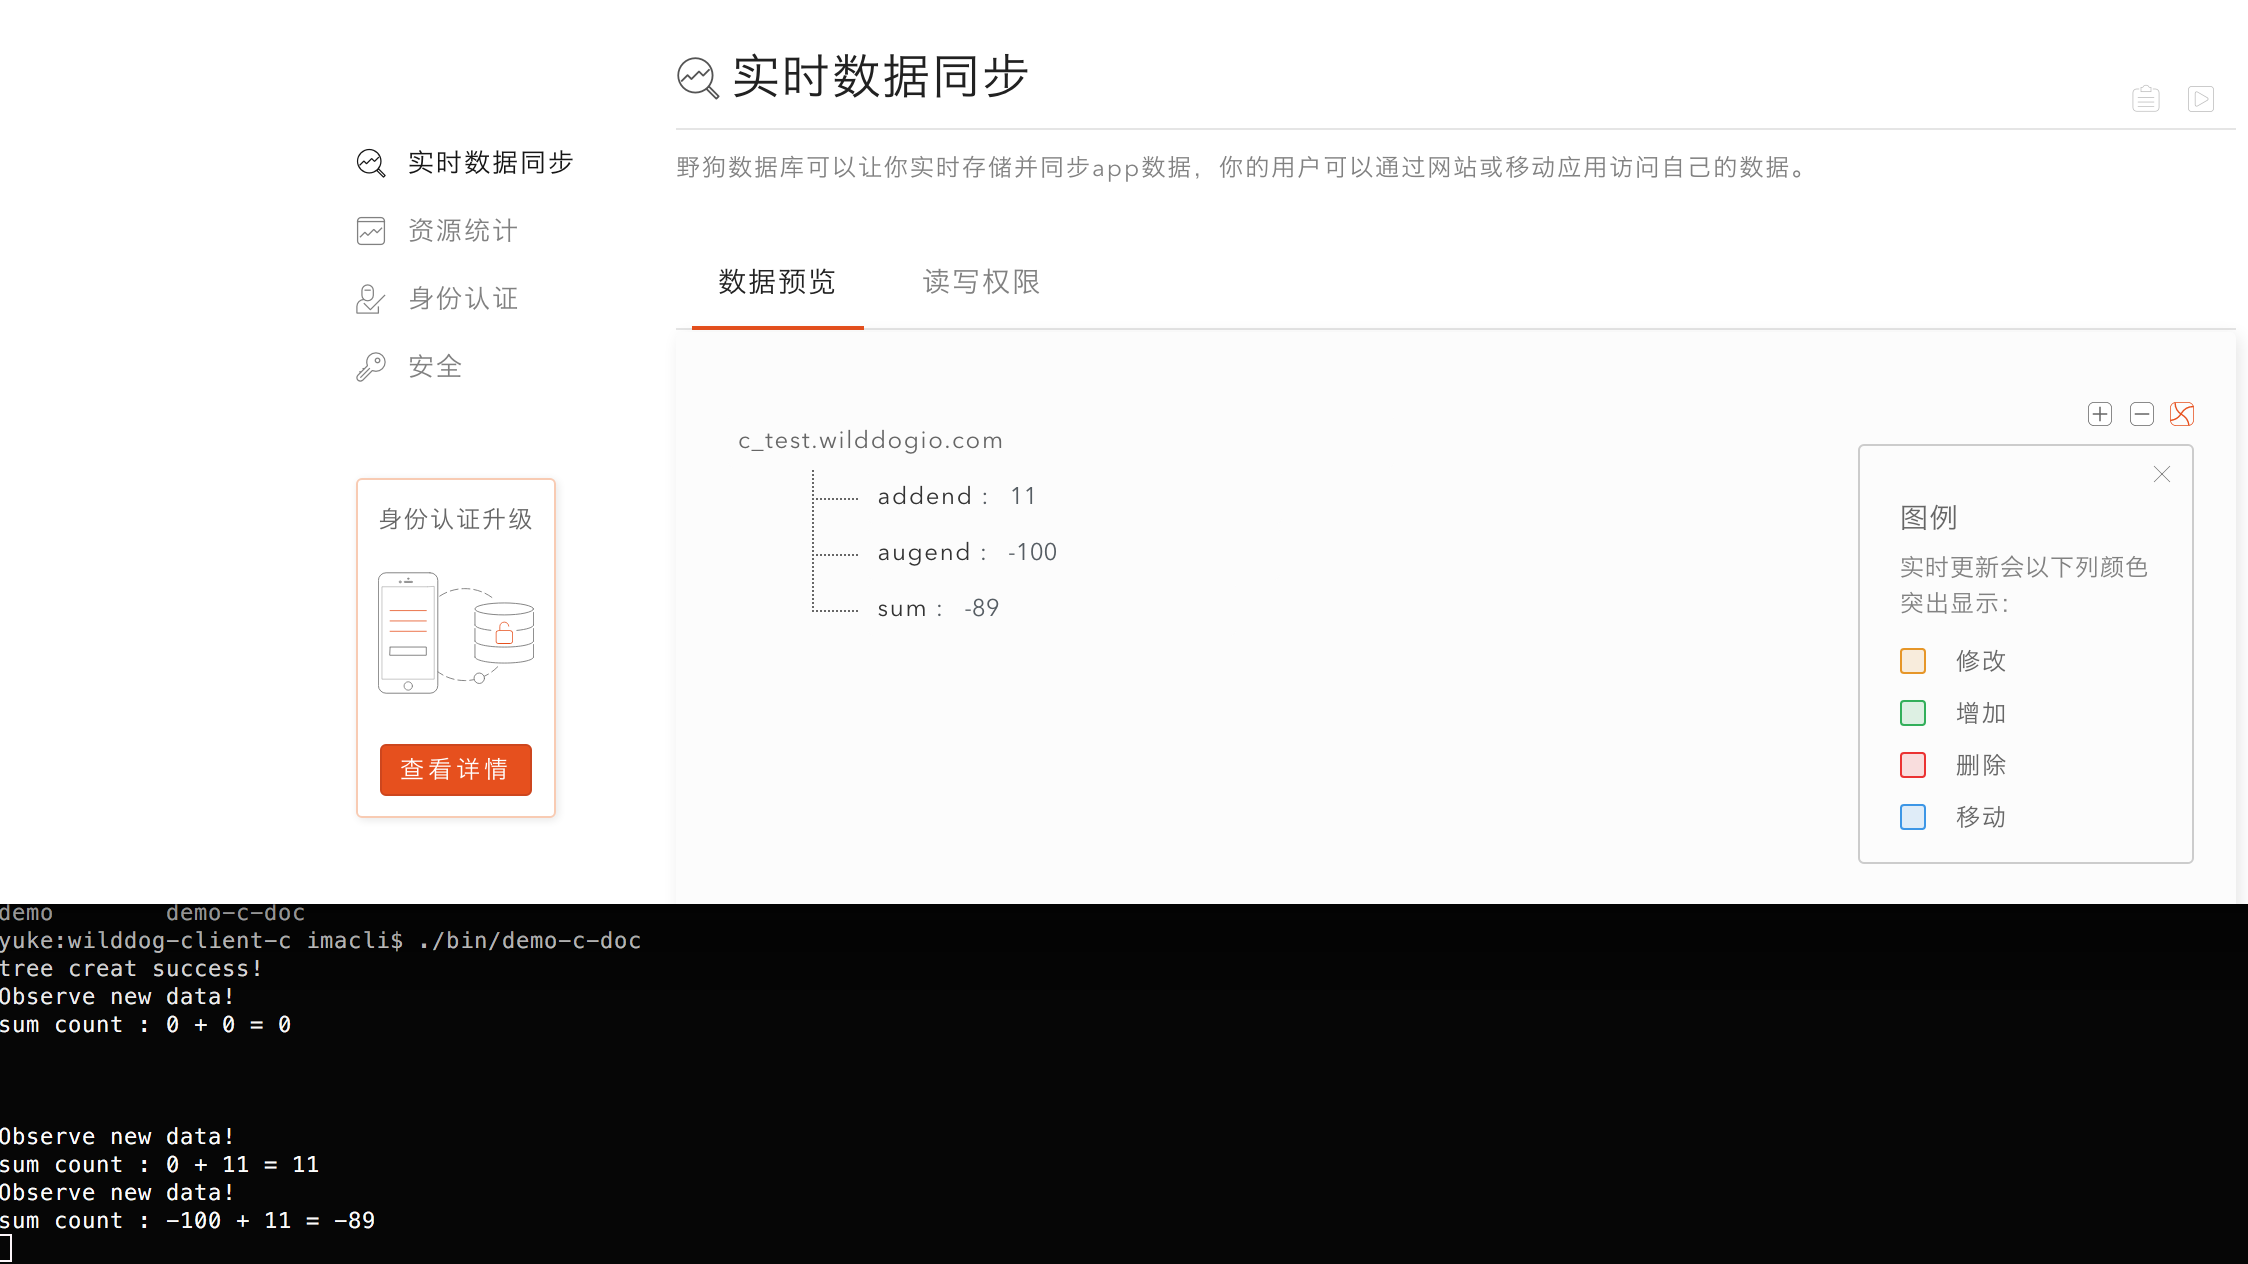 实时数据同步
实时数据同步
资源统计
身份认证
安全
身份认证升级
查看详情
野狗数据库可以让你实时存储并同步app数据，你的用户可以通过网站或移动应用访问自己的数据。
数据预览
读写权限
c_test.wilddogio.com
addend : 11
augend : -100
sum : -89
图例
实时更新会以下列颜色
突出显示：
修改
增加
删除
移动
demo demo-c-doc
yuke:wilddog-client-c imacli$ ./bin/demo-c-doc
tree creat success!
Observe new data!
sum count : 0 + 0 = 0
Observe new data!
sum count : 0 + 11 = 11
Observe new data!
sum count : -100 + 11 = -89